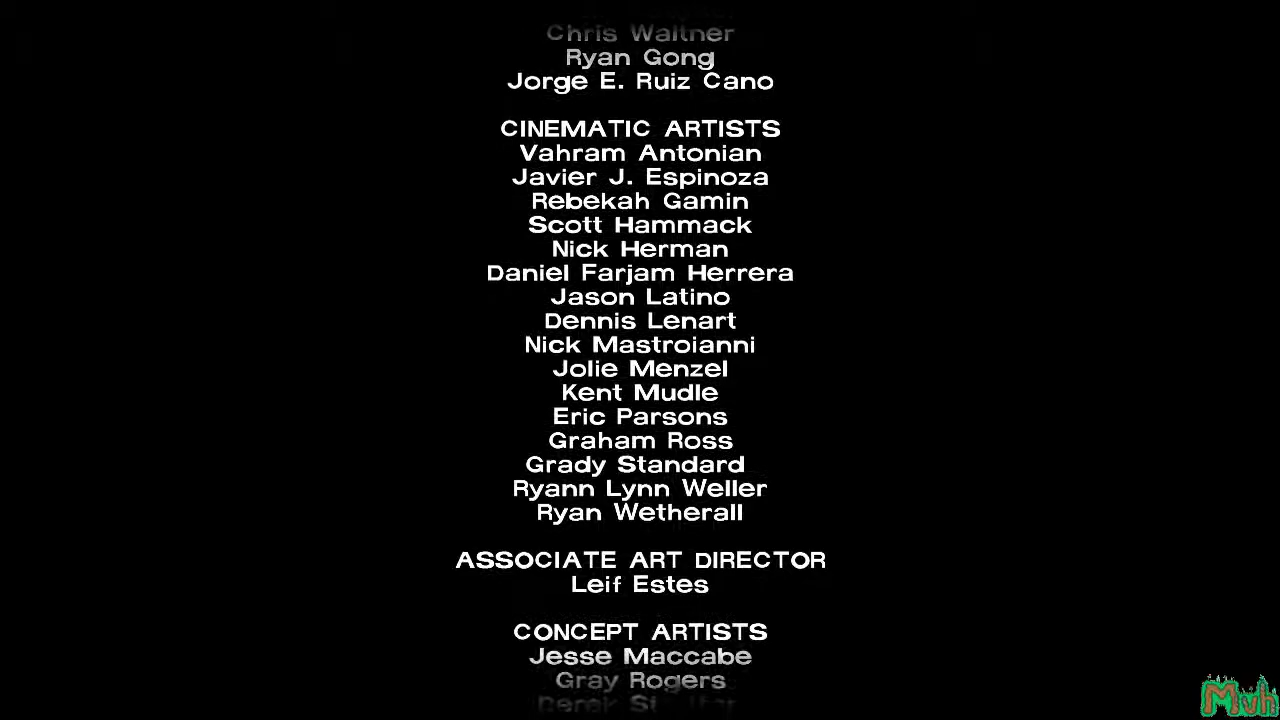 Chris Waltner
Ryan Gong
Jorge E. Ruiz Cano
CINEMATIC ARTISTS
Vahram Antonian
Javier J. Espinoza
Rebekah Gamin
Scott Hammack
Nick Herman
Daniel Farjam Herrera
Jason Latino
Dennis Lenart
Nick Mastroianni
Jolie Menzel
Kent Mudle
Eric Parsons
Graham Ross
Grady Standard
Ryann Lynn Weller
Ryan Wetherall
ASSOCIATE ART DIRECTOR
Leif Estes
CONCEPT ARTISTS
Jesse Maccabe
Gray Rogers
Derek
Mvh